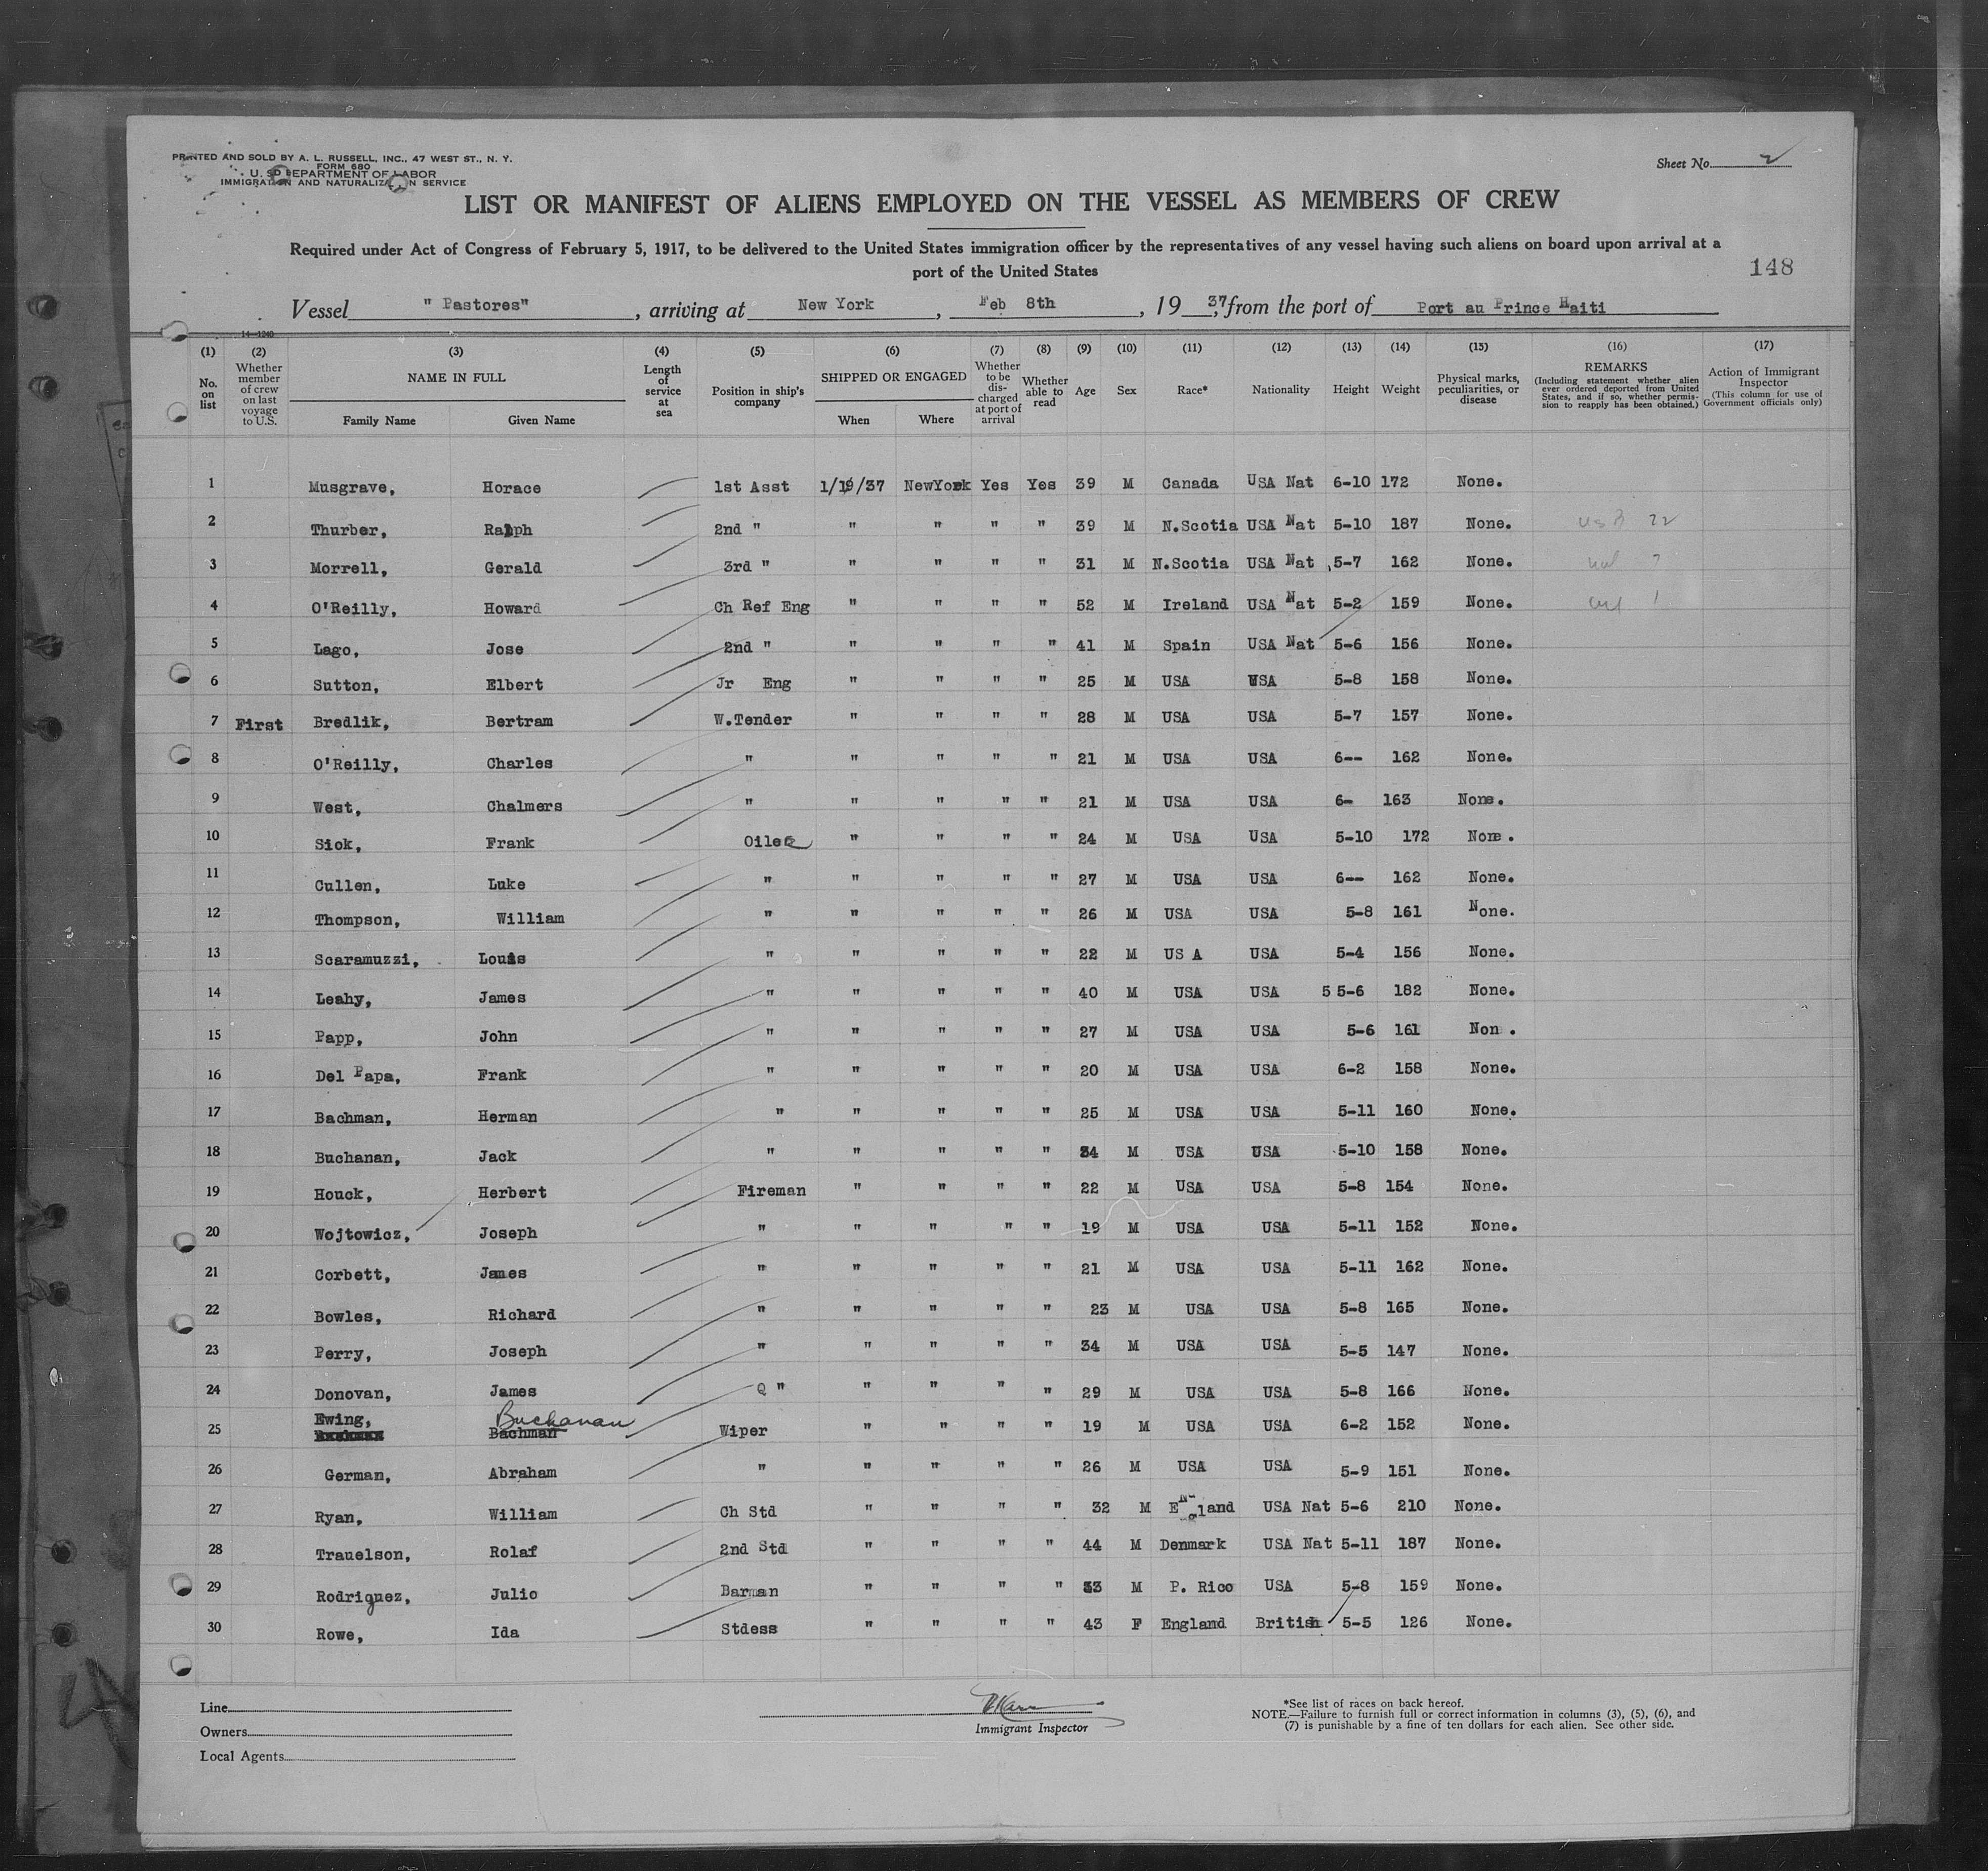 PRINTED AND SOLD BY A. L. RUSSELL, INC., 47 WEST ST., N. Y.
FORM 680
U. S. DEPARTMENT OF LABOR
IMMIGRATION AND NATURALIZATION SERVICE
Sheet No. 2
LIST OR MANIFEST OF ALIENS EMPLOYED ON THE VESSEL AS MEMBERS OF CREW
Required under Act of Congress of February 5, 1917, to be delivered to the United States immigration officer by the representatives of any vessel having such aliens on board upon arrival at a
port of the United States
148
Vessel " Pastores" , arriving at New York , Feb 8th , 19 37, from the port of Port au Prince Haiti
14-1240
(1) No. on list (2) Whether member of crew on last voyage to U.S. (3) NAME IN FULL Family Name Given Name (4) Length of service at sea (5) Position in ship's company (6) SHIPPED OR ENGAGED When Where (7) Whether to be discharged at port of arrival (8) Whether able to read (9) Age (10) Sex (11) Race* (12) Nationality (13) Height (14) Weight (15) Physical marks, peculiarities, or disease (16) REMARKS (Including statement whether alien ever ordered deported from United States, and if so, whether permission to reapply has been obtained.) (17) Action of Immigrant Inspector (This column for use of Government officials only)
1 Musgrave, Horace 1st Asst 1/19/37 NewYork Yes Yes 39 M Canada USA Nat 6-10 172 None.
2 Thurber, Ralph 2nd " " " " " 39 M N.Scotia USA Nat 5-10 187 None.
3 Morrell, Gerald 3rd " " " " " 31 M N.Scotia USA Nat 5-7 162 None.
4 O'Reilly, Howard Ch Ref Eng " " " " 52 M Ireland USA Nat 5-2 159 None.
5 Lago, Jose 2nd " " " " " 41 M Spain USA Nat 5-6 156 None.
6 Sutton, Elbert Jr Eng " " " " 25 M USA USA 5-8 158 None.
7 First Bredlik, Bertram W.Tender " " " " 28 M USA USA 5-7 157 None.
8 O'Reilly, Charles " " " " " 21 M USA USA 6-- 162 None.
9 West, Chalmers " " " " " 21 M USA USA 6- 163 None.
10 Sick, Frank Oiler " " " " 24 M USA USA 5-10 172 None.
11 Cullen, Luke " " " " " 27 M USA USA 6-- 162 None.
12 Thompson, William " " " " " 26 M USA USA 5-8 161 None.
13 Scaramuzzi, Louis " " " " " 22 M US A USA 5-4 156 None.
14 Leahy, James " " " " " 40 M USA USA 5 5-6 182 None.
15 Papp, John " " " " " 27 M USA USA 5-6 161 Non .
16 Del Papa, Frank " " " " " 20 M USA USA 6-2 158 None.
17 Bachman, Herman " " " " " 25 M USA USA 5-11 160 None.
18 Buchanan, Jack " " " " " 34 M USA USA 5-10 158 None.
19 Houck, Herbert Fireman " " " " 22 M USA USA 5-8 154 None.
20 Wojtowicz, Joseph " " " " " 19 M USA USA 5-11 152 None.
21 Corbett, James " " " " " 21 M USA USA 5-11 162 None.
22 Bowles, Richard " " " " " 23 M USA USA 5-8 165 None.
23 Perry, Joseph " " " " " 34 M USA USA 5-5 147 None.
24 Donovan, James Q " " " " " 29 M USA USA 5-8 166 None.
25 Ewing, Buchanan Bachman Wiper " " " " 19 M USA USA 6-2 152 None.
26 German, Abraham " " " " " 26 M USA USA 5-9 151 None.
27 Ryan, William Ch Std " " " " 32 M England USA Nat 5-6 210 None.
28 Trauelson, Rolaf 2nd Std " " " " 44 M Denmark USA Nat 5-11 187 None.
29 Rodriguez, Julio Barman " " " " 33 M P. Rico USA 5-8 159 None.
30 Rowe, Ida Stdess " " " " 43 F England British 5-5 126 None.
Line
Owners
Local Agents
Immigrant Inspector
*See list of races on back hereof.
NOTE.—Failure to furnish full or correct information in columns (3), (5), (6), and
(7) is punishable by a fine of ten dollars for each alien. See other side.